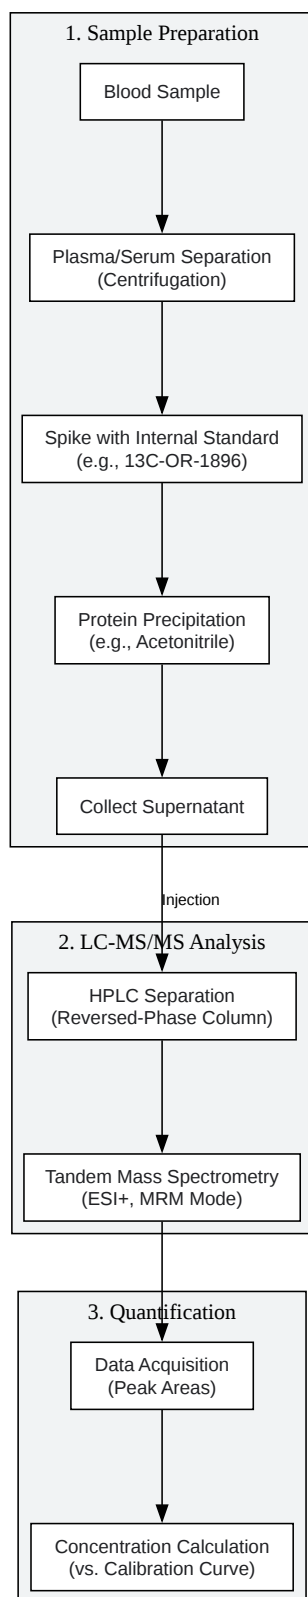 1. Sample Preparation
Blood Sample
Plasma/Serum Separation
(Centrifugation)
Spike with Internal Standard
(e.g., 13C-OR-1896)
Protein Precipitation
(e.g., Acetonitrile)
Collect Supernatant
Injection
2. LC-MS/MS Analysis
HPLC Separation
(Reversed-Phase Column)
Tandem Mass Spectrometry
(ESI+, MRM Mode)
3. Quantification
Data Acquisition
(Peak Areas)
Concentration Calculation
(vs. Calibration Curve)